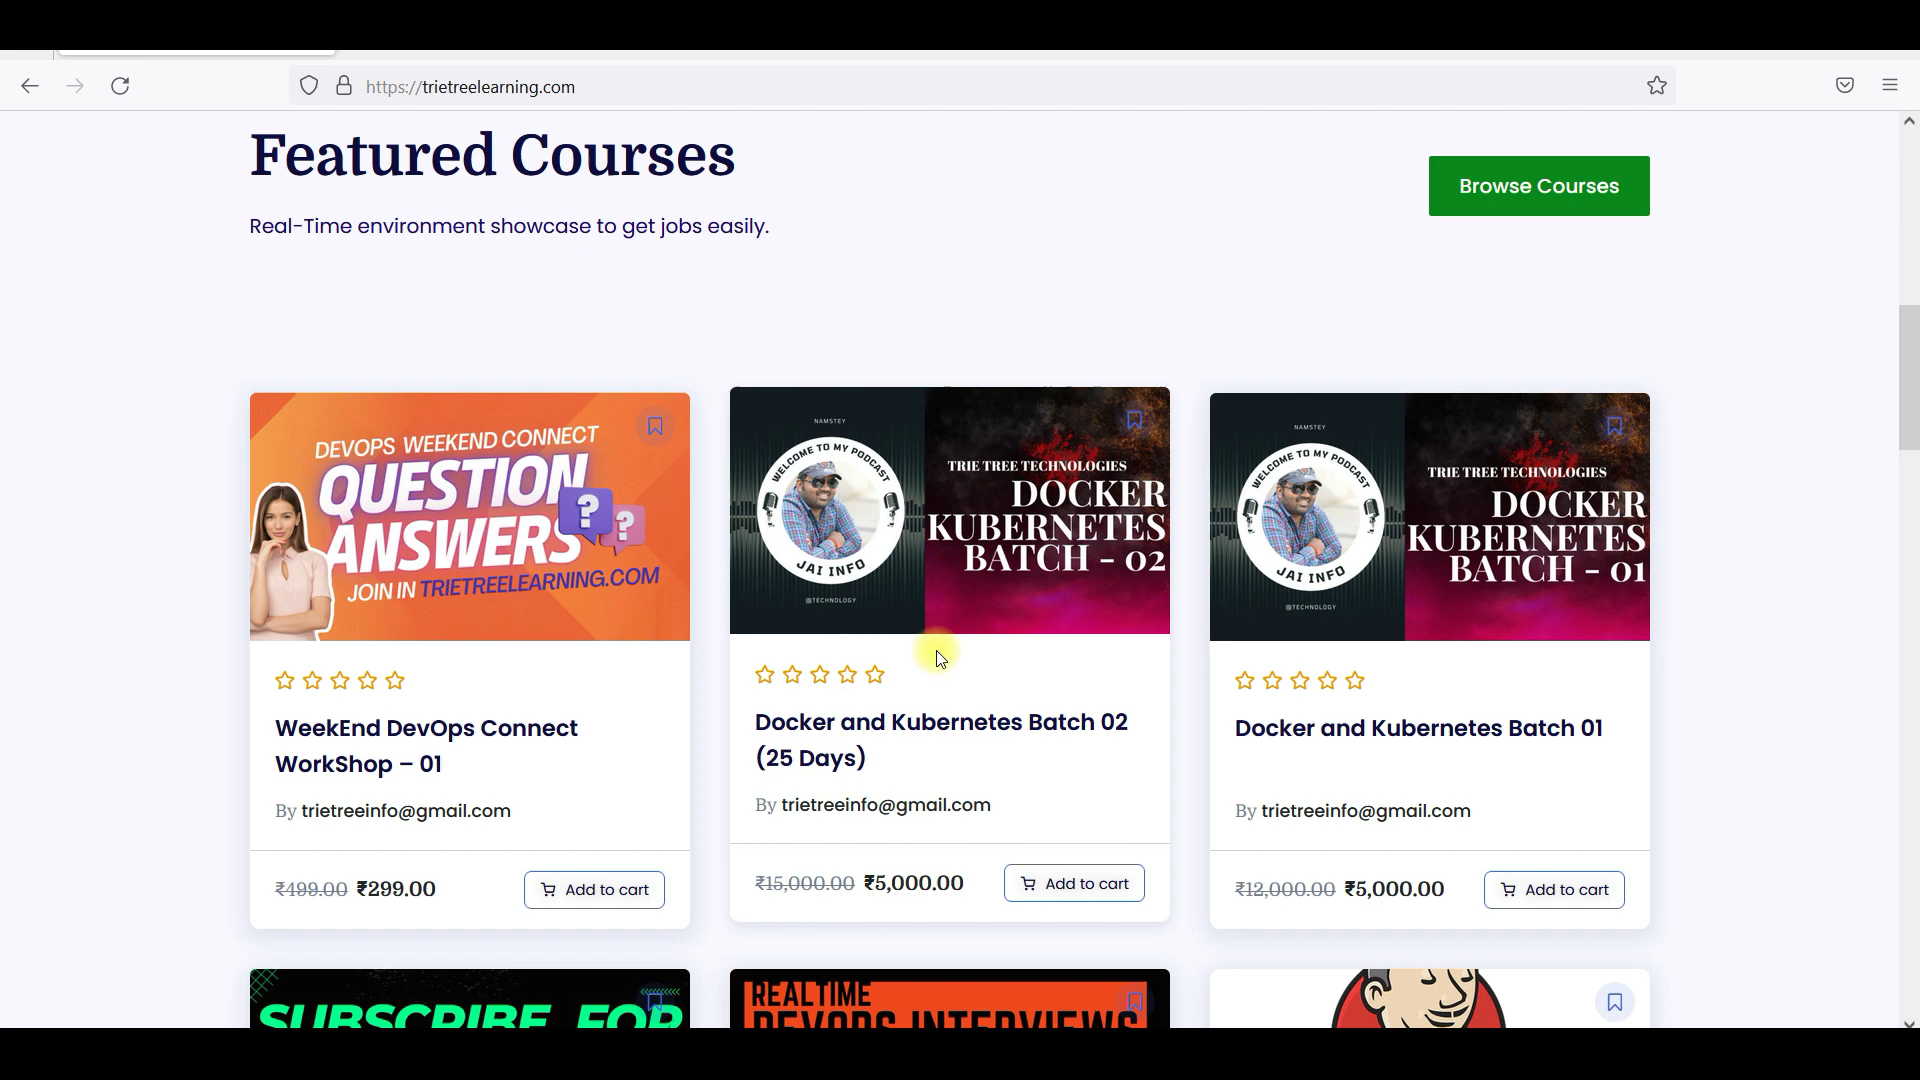 https://trietreelearning.com
Featured Courses
Browse Courses
Real-Time environment showcase to get jobs easily.
DEVOPS WEEKEND CONNECT
QUESTION
ANSWERS
? ?
JOIN IN TRIETREELEARNING.COM
WeekEnd DevOps Connect
WorkShop – 01
By trietreeinfo@gmail.com
₹499.00 ₹299.00
Add to cart
NAMSTEY
WELCOME TO MY PODCAST
JAI INFO
@TECHNOLOGY
TRIE TREE TECHNOLOGIES
DOCKER
KUBERNETES
BATCH - 02
Docker and Kubernetes Batch 02
(25 Days)
By trietreeinfo@gmail.com
₹15,000.00 ₹5,000.00
Add to cart
NAMSTEY
WELCOME TO MY PODCAST
JAI INFO
@TECHNOLOGY
TRIE TREE TECHNOLOGIES
DOCKER
KUBERNETES
BATCH - 01
Docker and Kubernetes Batch 01
By trietreeinfo@gmail.com
₹12,000.00 ₹5,000.00
Add to cart
SUBSCRIBE FOR
REALTIME
DEVOPS INTERVIEWS